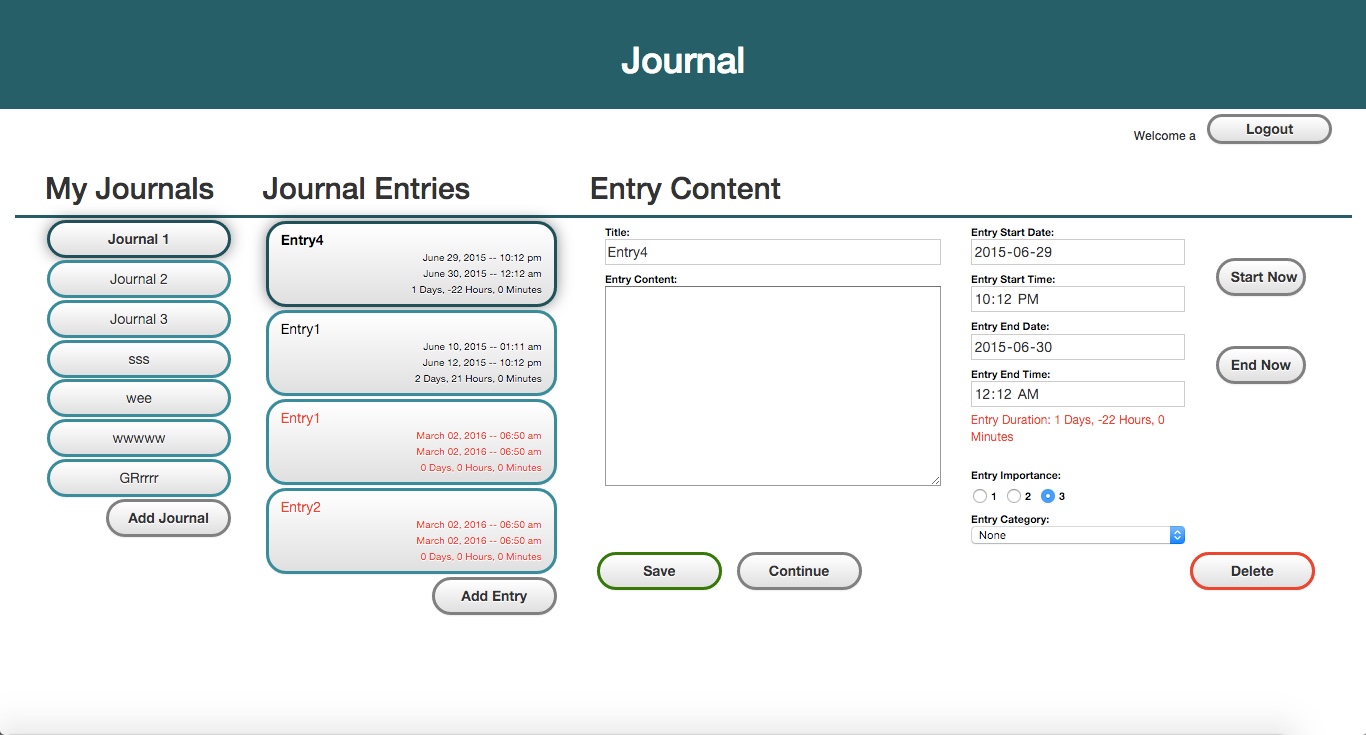 Journal
Welcome a
Logout
My Journals
Journal 1
Journal 2
Journal 3
sss
wee
wwwww
GRrrrr
Add Journal
Journal Entries
Entry4
June 29, 2015 -- 10:12 pm
June 30, 2015 -- 12:12 am
1 Days, -22 Hours, 0 Minutes
Entry1
June 10, 2015 -- 01:11 am
June 12, 2015 -- 10:12 pm
2 Days, 21 Hours, 0 Minutes
Entry1
March 02, 2016 -- 06:50 am
March 02, 2016 -- 06:50 am
0 Days, 0 Hours, 0 Minutes
Entry2
March 02, 2016 -- 06:50 am
March 02, 2016 -- 06:50 am
0 Days, 0 Hours, 0 Minutes
Add Entry
Entry Content
Title:
Entry4
Entry Content:
Save
Continue
Entry Start Date:
2015-06-29
Entry Start Time:
10:12 PM
Start Now
Entry End Date:
2015-06-30
Entry End Time:
12:12 AM
End Now
Entry Duration: 1 Days, -22 Hours, 0
Minutes
Entry Importance:
1 2 3
Entry Category:
None
Delete